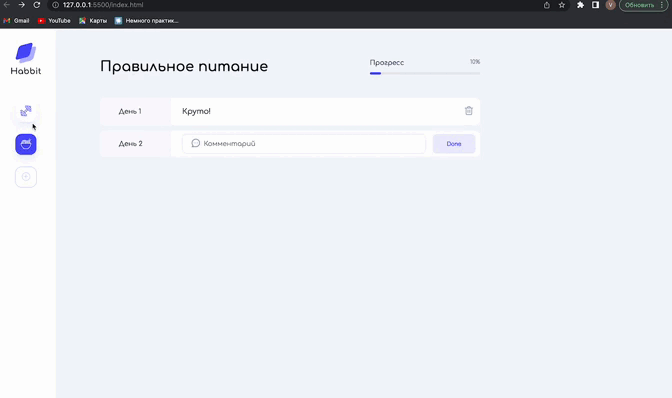 127.0.0.1:5500/index.html
V
Обновить
Gmail
YouTube
Карты
Немного практик...
Habbit
Правильное питание
Прогресс
10%
День 1
Круто!
День 2
Комментарий
Done